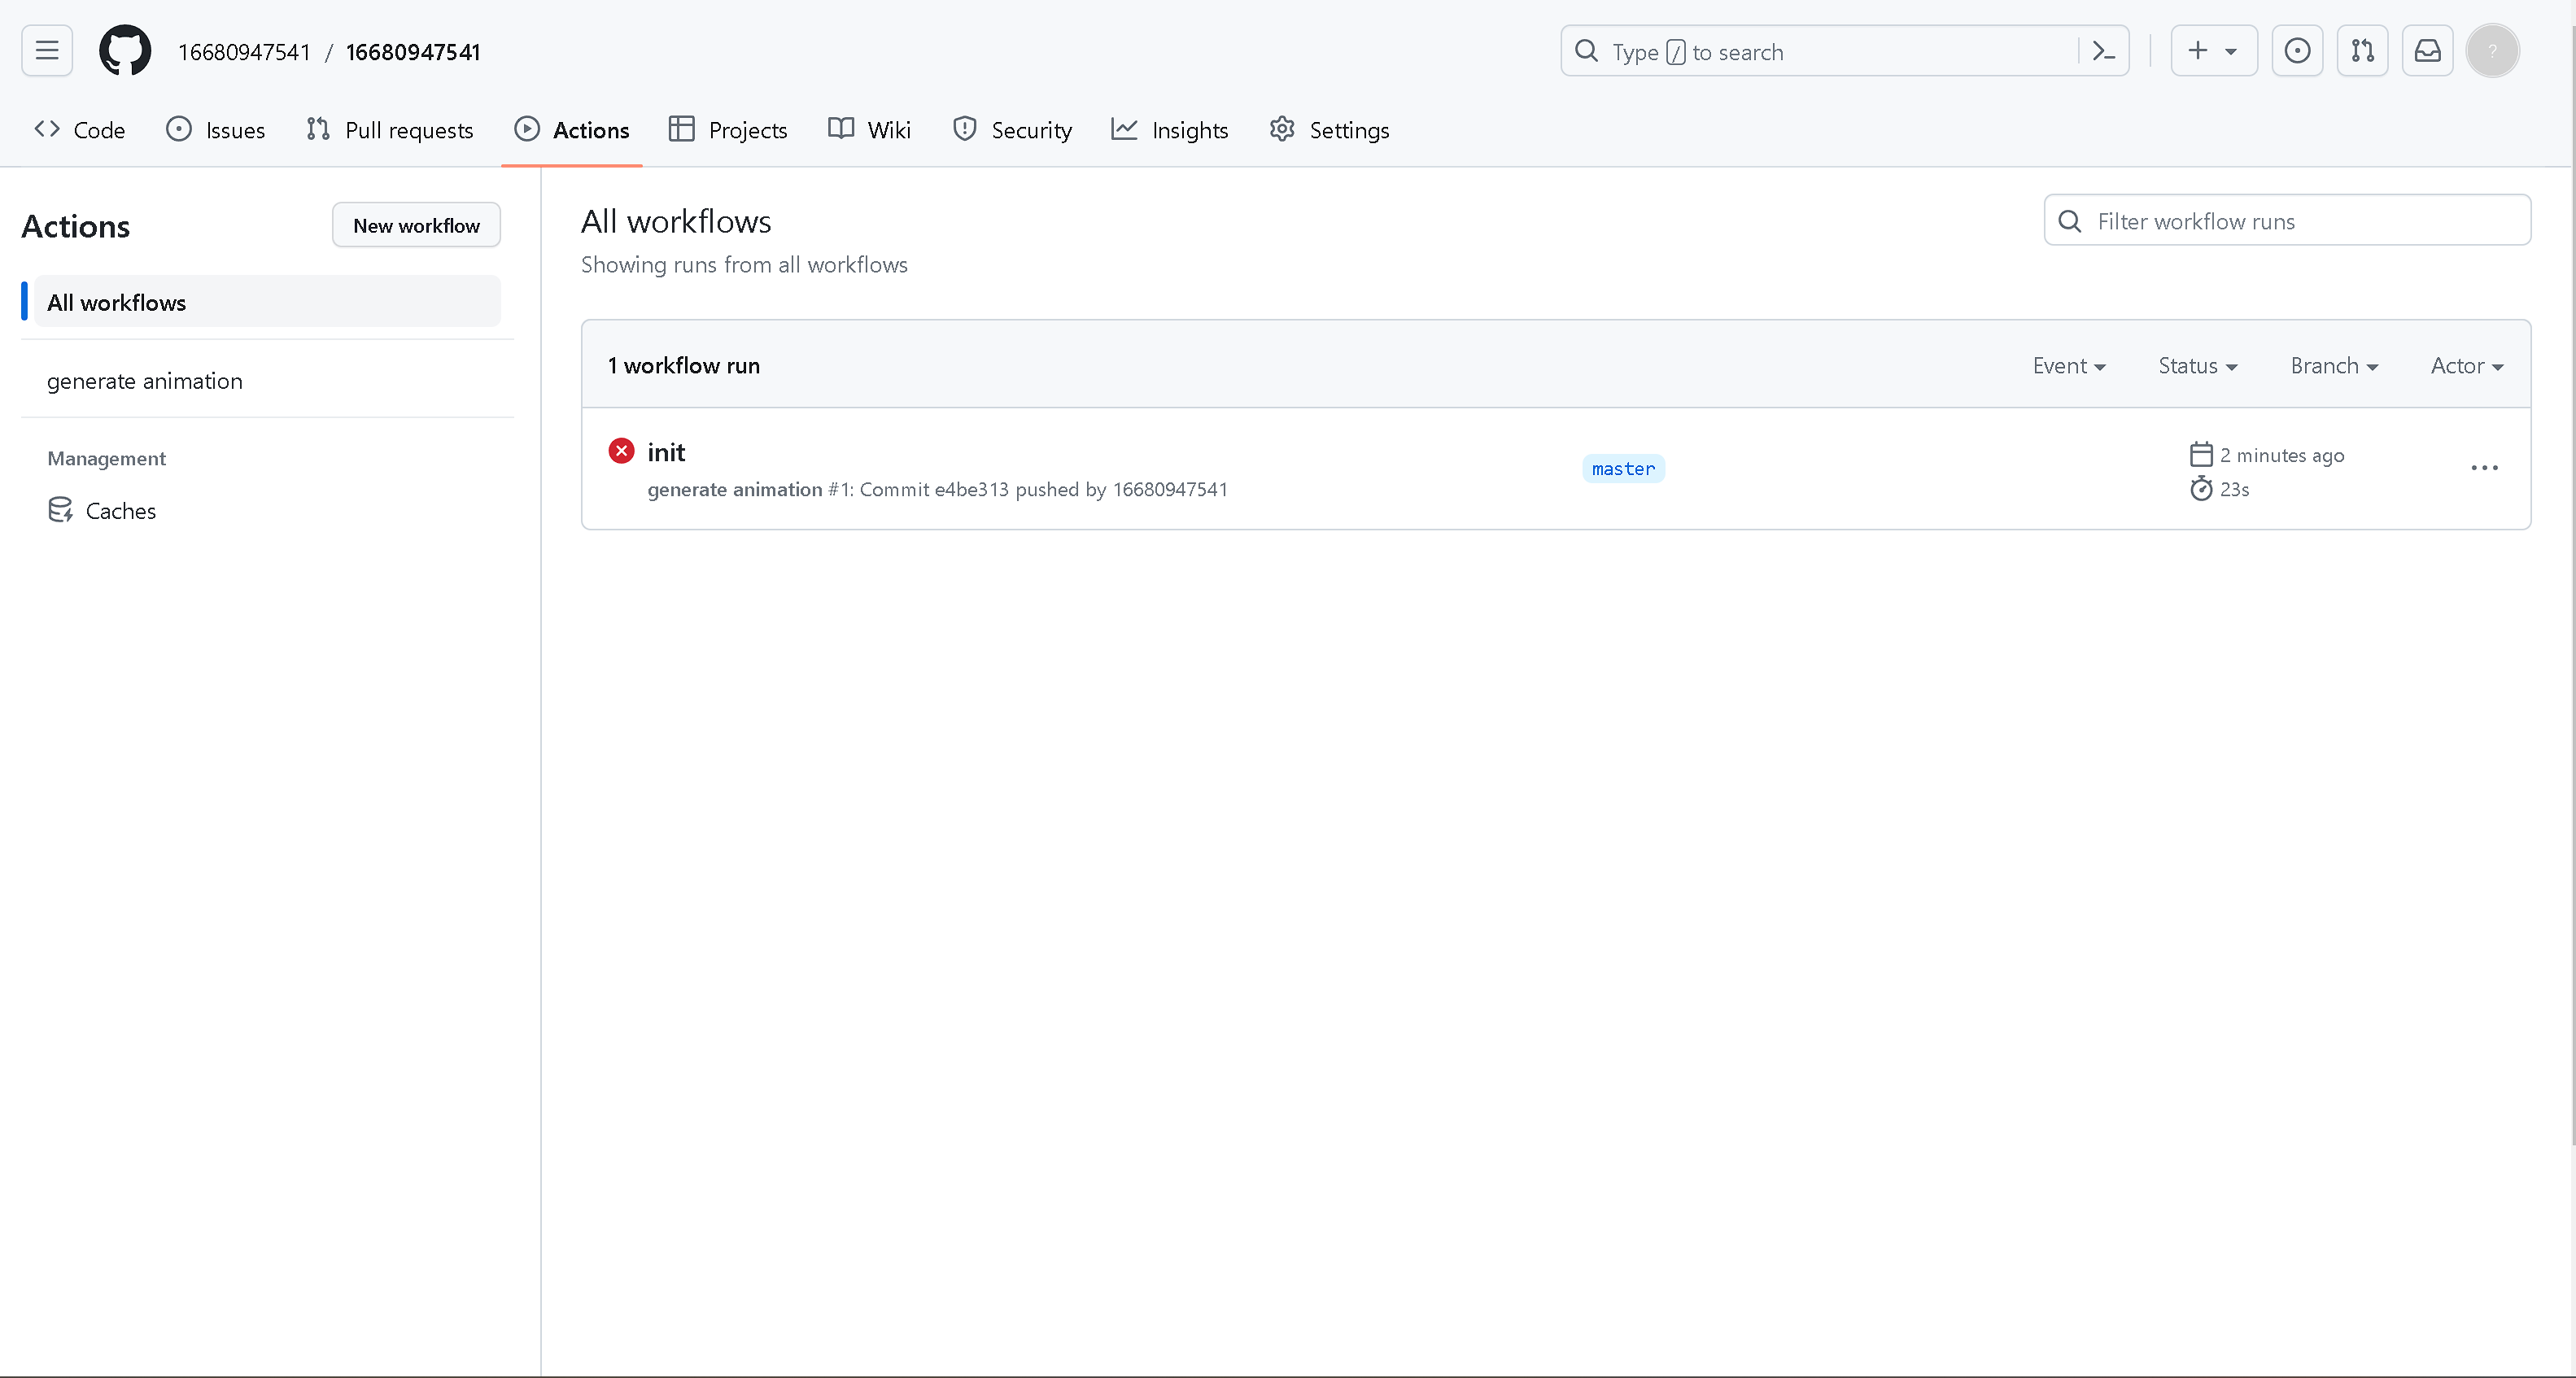 16680947541 / 16680947541
Type / to search
Code
Issues
Pull requests
Actions
Projects
Wiki
Security
Insights
Settings
Actions
New workflow
All workflows
generate animation
Management
Caches
All workflows
Showing runs from all workflows
Filter workflow runs
1 workflow run
Event
Status
Branch
Actor
init
generate animation #1: Commit e4be313 pushed by 16680947541
master
2 minutes ago
23s